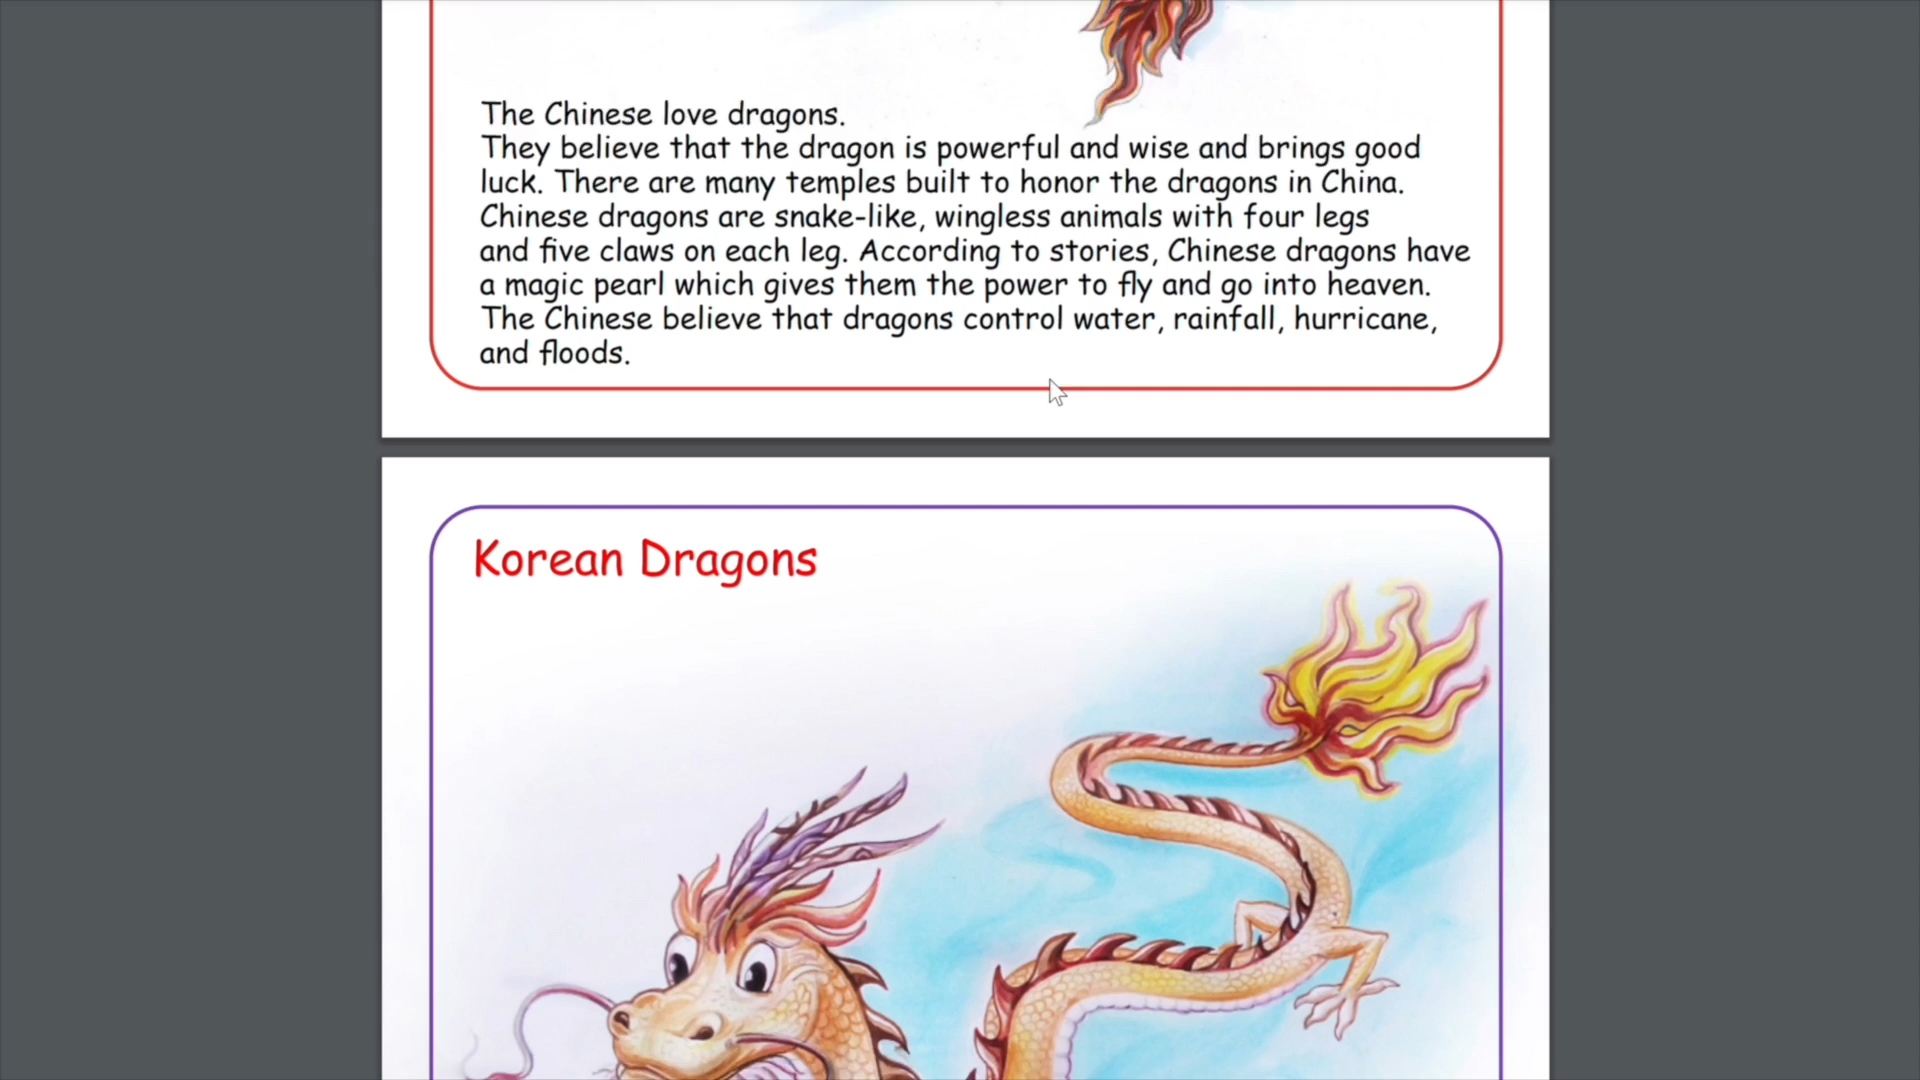 The Chinese love dragons.
They believe that the dragon is powerful and wise and brings good
luck. There are many temples built to honor the dragons in China.
Chinese dragons are snake-like, wingless animals with four legs
and five claws on each leg. According to stories, Chinese dragons have
a magic pearl which gives them the power to fly and go into heaven.
The Chinese believe that dragons control water, rainfall, hurricane,
and floods.
Korean Dragons